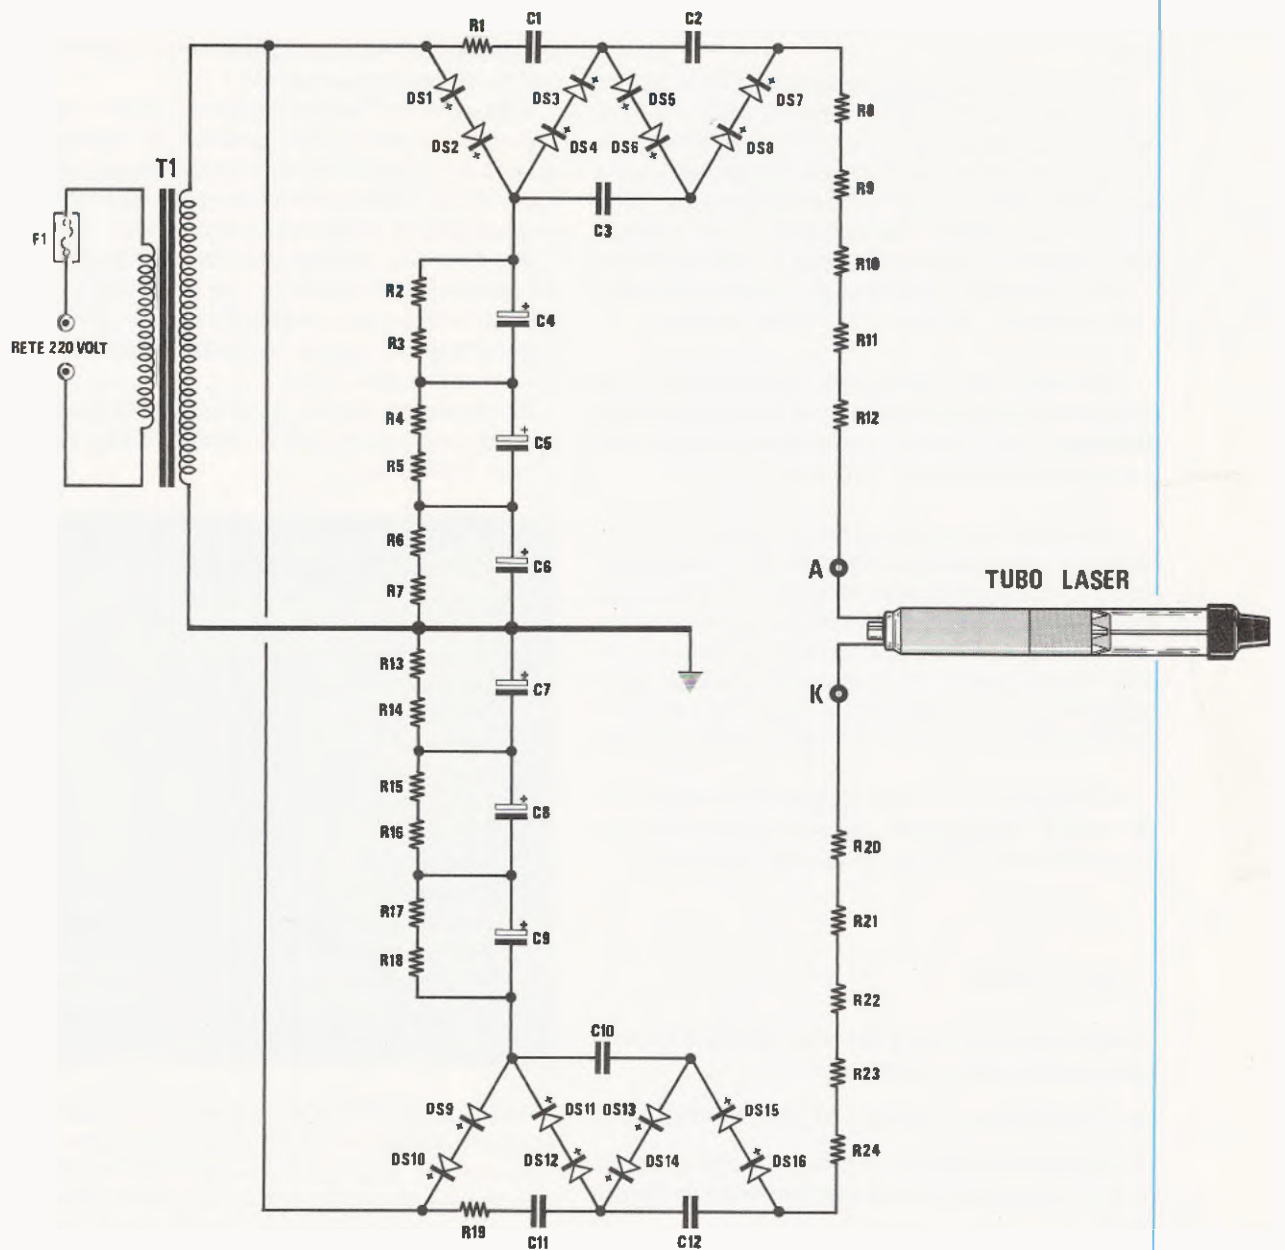 R1
C1
C2
DS1
DS3
DS5
DS7
R8
DS2
DS4
DS6
DS8
T1
R9
F1
C3
R10
R2
C4
R3
R11
RETE 220 VOLT
R4
C5
R12
R5
R6
C6
A
TUBO LASER
R7
R13
C7
K
R14
R15
C8
R16
R20
R17
C9
R21
R18
R22
C10
R23
DS9
DS11
DS13
DS15
DS10
DS12
DS14
DS16
R24
R19
C11
C12